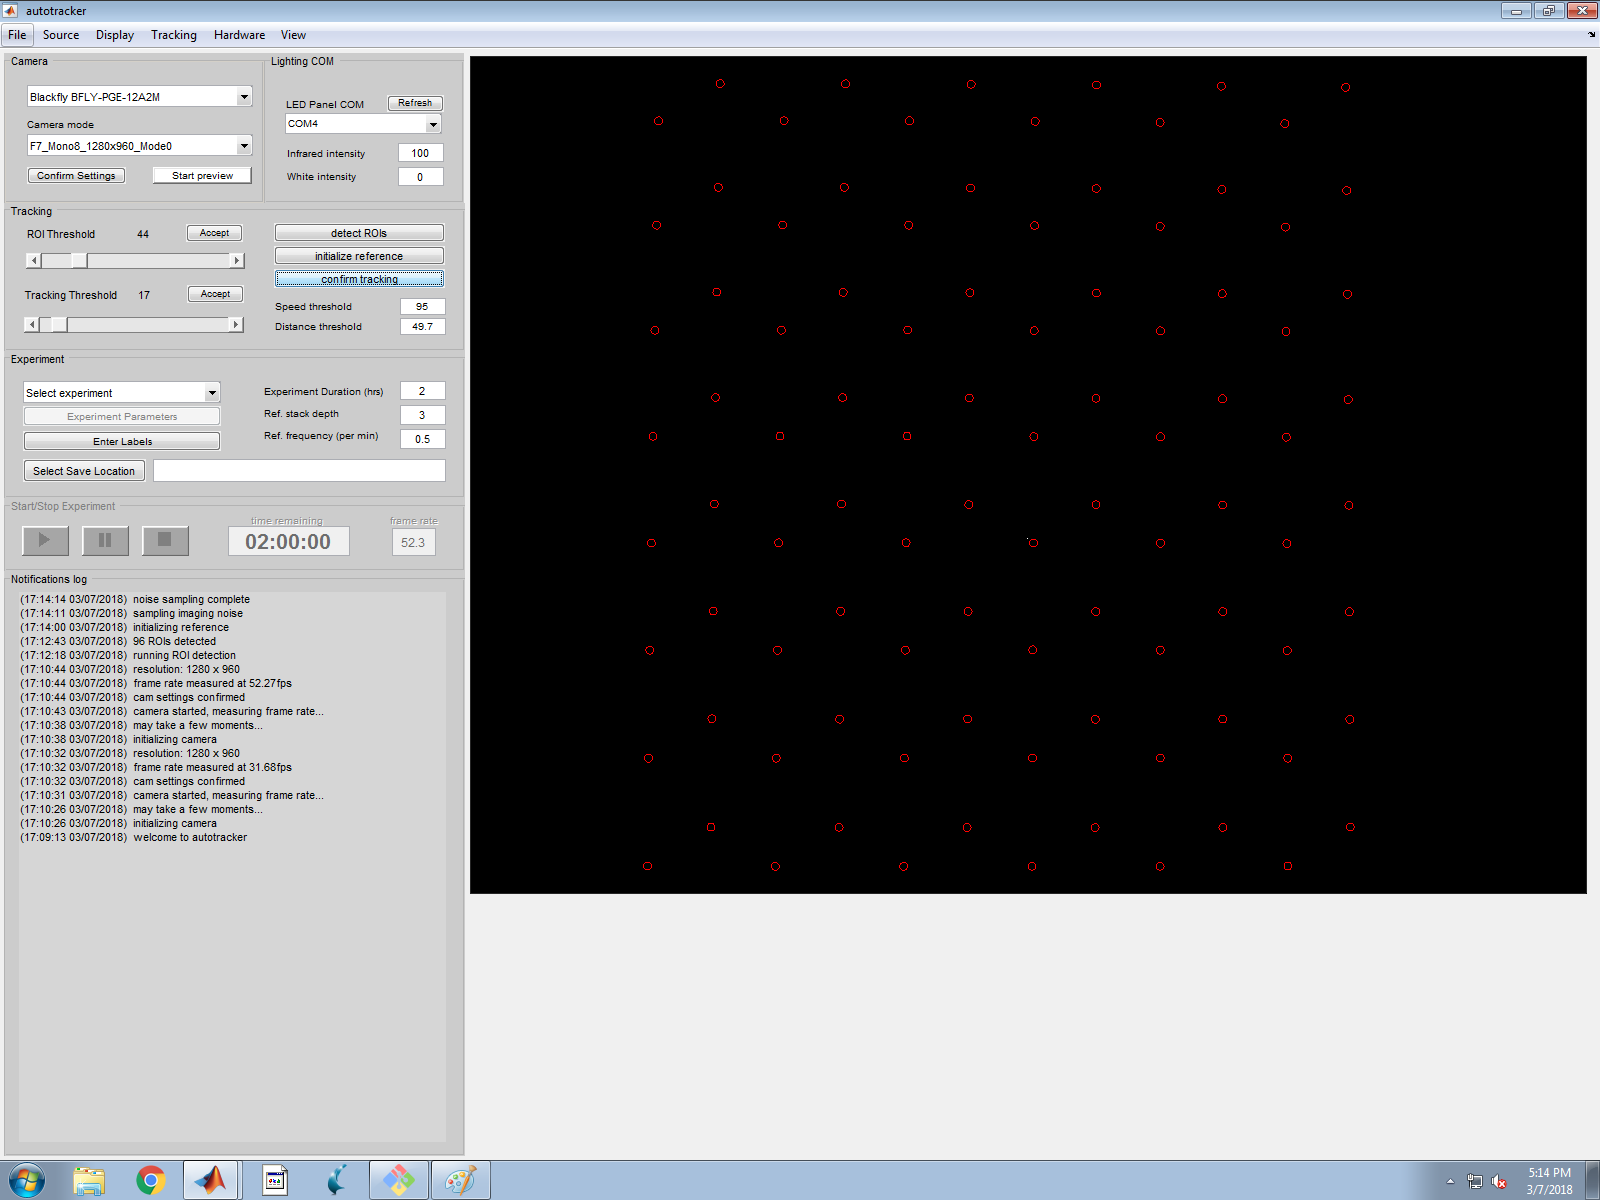 autotracker
File Source Display Tracking Hardware View
Camera
Blackfly BFLY-PGE-12A2M
Camera mode
F7_Mono8_1280x960_Mode0
Confirm Settings Start preview
Lighting COM
LED Panel COM Refresh
COM4
Infrared intensity 100
White intensity 0
Tracking
ROI Threshold 44 Accept
Tracking Threshold 17 Accept
detect ROIs
initialize reference
confirm tracking
Speed threshold 95
Distance threshold 49.7
Experiment
Select experiment
Experiment Parameters
Enter Labels
Experiment Duration (hrs) 2
Ref. stack depth 3
Ref. frequency (per min) 0.5
Select Save Location
Start/Stop Experiment
time remaining
02:00:00
frame rate
52.3
Notifications log
(17:14:14 03/07/2018) noise sampling complete
(17:14:11 03/07/2018) sampling imaging noise
(17:14:00 03/07/2018) initializing reference
(17:12:43 03/07/2018) 96 ROIs detected
(17:12:18 03/07/2018) running ROI detection
(17:10:44 03/07/2018) resolution: 1280 x 960
(17:10:44 03/07/2018) frame rate measured at 52.27fps
(17:10:44 03/07/2018) cam settings confirmed
(17:10:43 03/07/2018) camera started, measuring frame rate...
(17:10:38 03/07/2018) may take a few moments...
(17:10:38 03/07/2018) initializing camera
(17:10:32 03/07/2018) resolution: 1280 x 960
(17:10:32 03/07/2018) frame rate measured at 31.68fps
(17:10:32 03/07/2018) cam settings confirmed
(17:10:31 03/07/2018) camera started, measuring frame rate...
(17:10:26 03/07/2018) may take a few moments...
(17:10:26 03/07/2018) initializing camera
(17:09:13 03/07/2018) welcome to autotracker
5:14 PM
3/7/2018